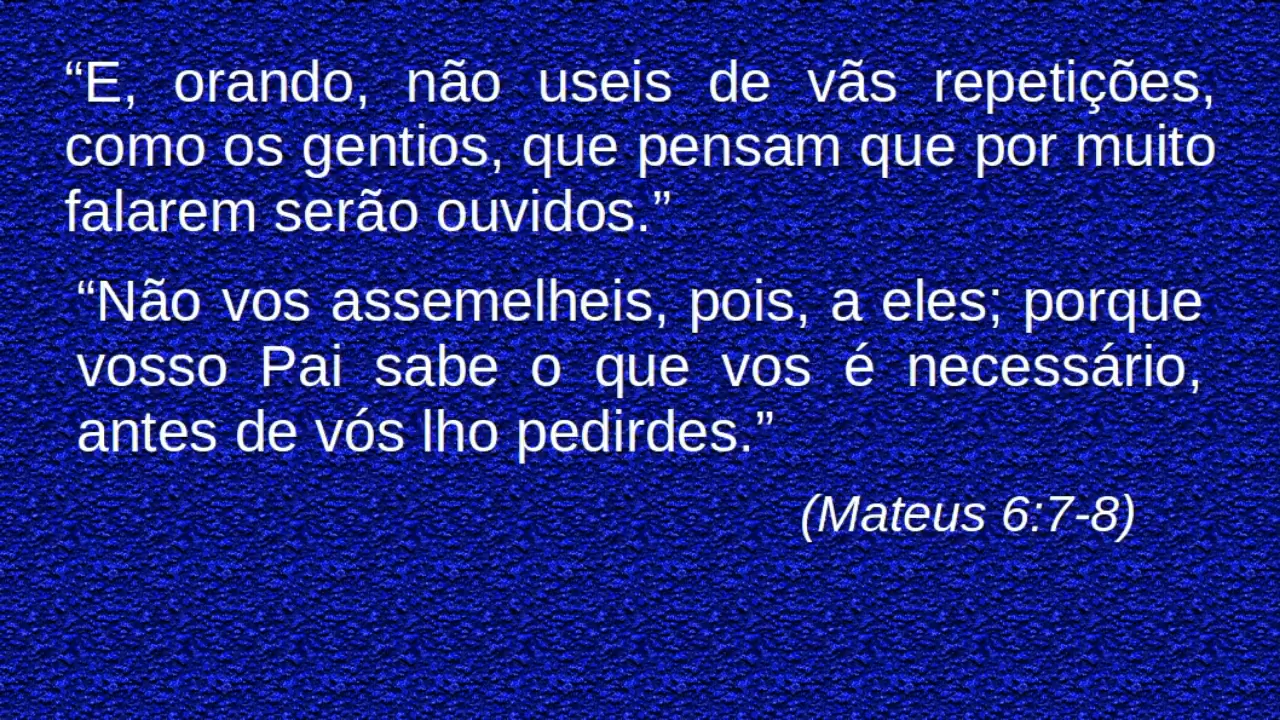 “E, orando, não useis de vãs repetições,
como os gentios, que pensam que por muito
falarem serão ouvidos.”
“Não vos assemelheis, pois, a eles; porque
vosso Pai sabe o que vos é necessário,
antes de vós lho pedirdes.”
(Mateus 6:7-8)